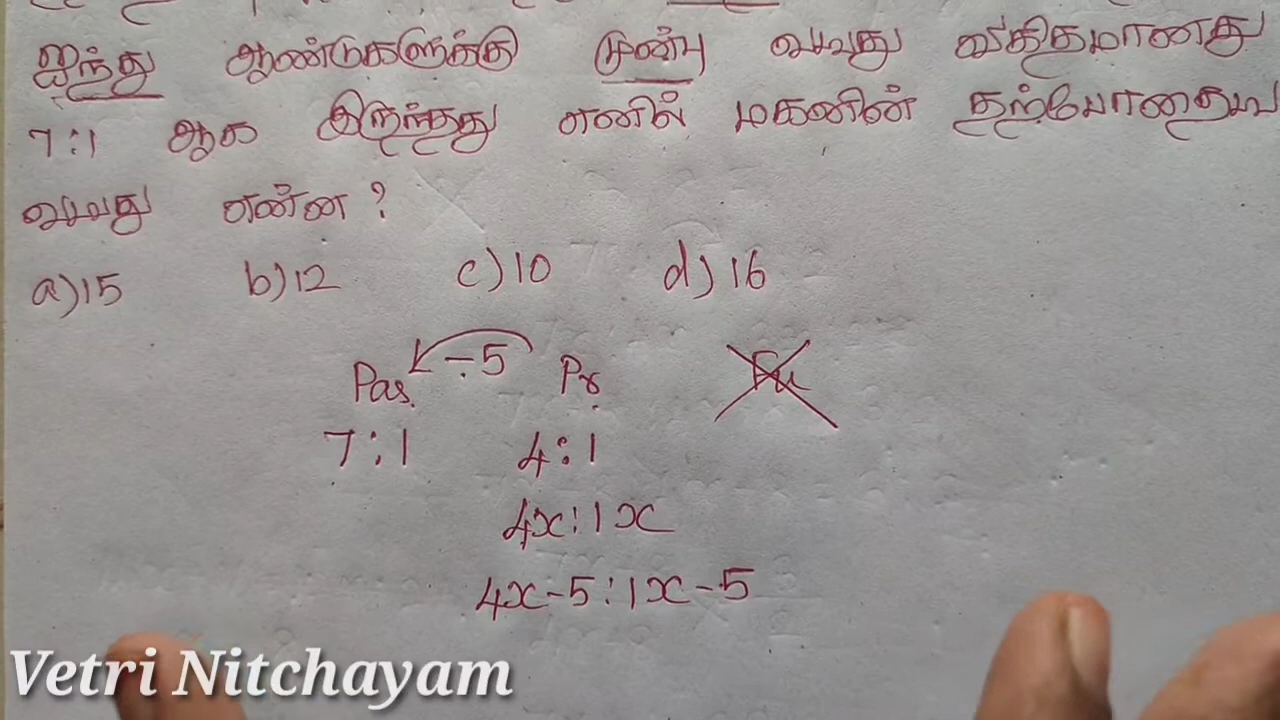 ஐந்து ஆண்டுகளுக்கு முன்பு வயது விகிதமானது
7:1 ஆக இருந்தது எனில் மகனின் தற்போதைய
வயது என்ன ?
a) 15 b) 12 c) 10 d) 16
-5
Pas. Pr. Fu
7:1 4:1
4x:1x
4x-5:1x-5
Vetri Nitchayam